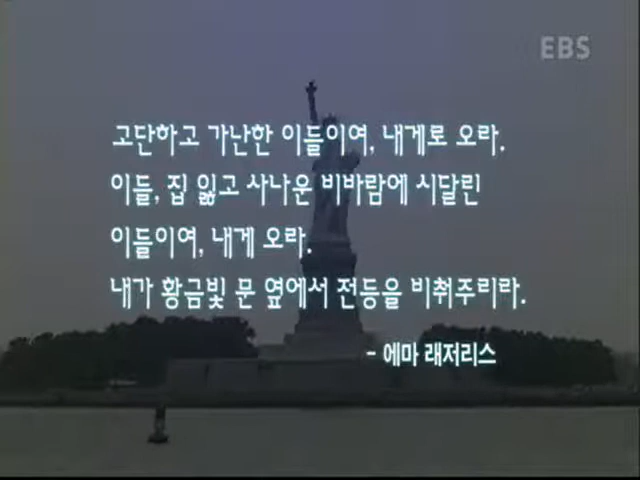 EBS
고단하고 가난한 이들이여, 내게로 오라.
이들, 집 잃고 사나운 비바람에 시달린
이들이여, 내게 오라.
내가 황금빛 문 옆에서 전등을 비춰주리라.
- 에마 래저리스